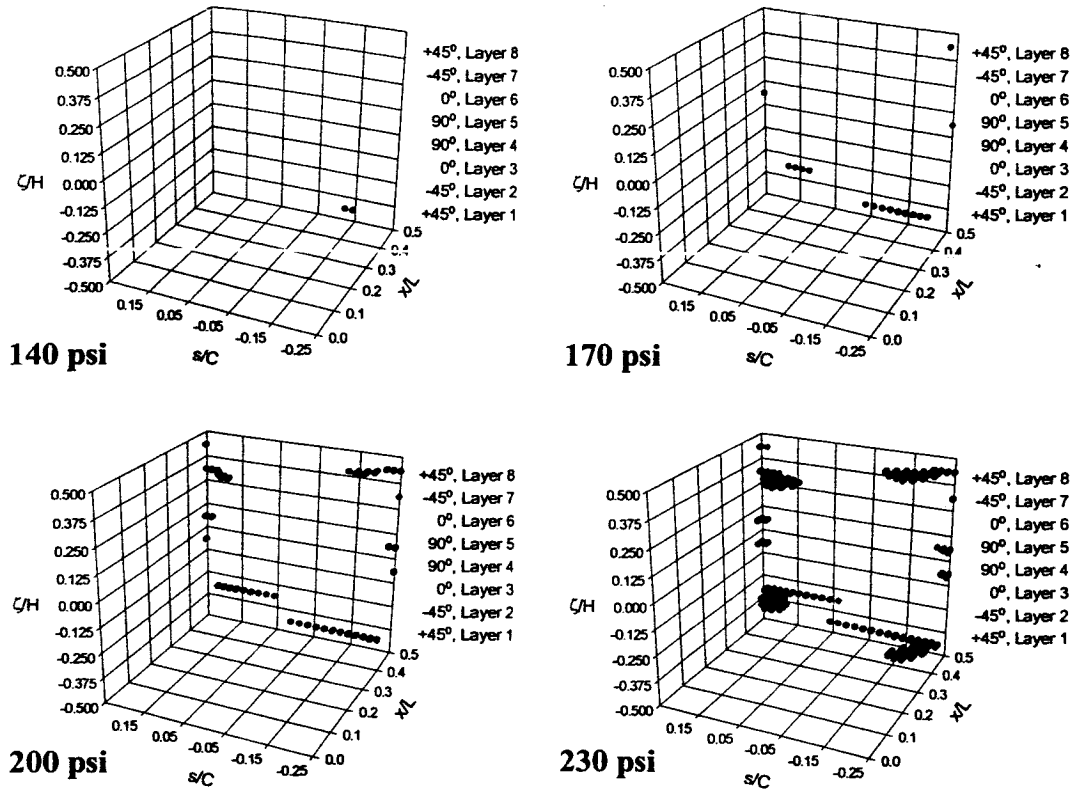 +45°, Layer 8
-45°, Layer 7
0°, Layer 6
90°, Layer 5
90°, Layer 4
0°, Layer 3
-45°, Layer 2
+45°, Layer 1
0.500
0.375
0.250
0.125
0.000
-0.125
-0.250
-0.375
-0.500
ζ/H
0.15
0.05
-0.05
-0.15
-0.25
s/C
0.0
0.1
0.2
0.3
0.4
0.5
x/L
140 psi
+45°, Layer 8
-45°, Layer 7
0°, Layer 6
90°, Layer 5
90°, Layer 4
0°, Layer 3
-45°, Layer 2
+45°, Layer 1
0.500
0.375
0.250
0.125
0.000
-0.125
-0.250
-0.375
-0.500
ζ/H
0.15
0.05
-0.05
-0.15
-0.25
s/C
0.0
0.1
0.2
0.3
0.4
0.5
x/L
170 psi
+45°, Layer 8
-45°, Layer 7
0°, Layer 6
90°, Layer 5
90°, Layer 4
0°, Layer 3
-45°, Layer 2
+45°, Layer 1
0.500
0.375
0.250
0.125
0.000
-0.125
-0.250
-0.375
-0.500
ζ/H
0.15
0.05
-0.05
-0.15
-0.25
s/C
0.0
0.1
0.2
0.3
0.4
0.5
x/L
200 psi
+45°, Layer 8
-45°, Layer 7
0°, Layer 6
90°, Layer 5
90°, Layer 4
0°, Layer 3
-45°, Layer 2
+45°, Layer 1
0.500
0.375
0.250
0.125
0.000
-0.125
-0.250
-0.375
-0.500
ζ/H
0.15
0.05
-0.05
-0.15
-0.25
s/C
0.0
0.1
0.2
0.3
0.4
0.5
x/L
230 psi